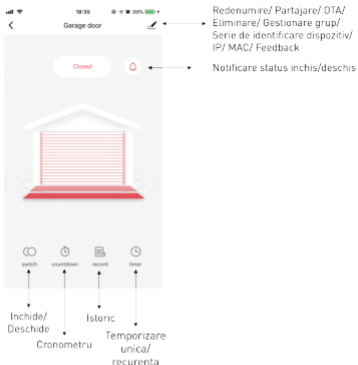 18:35
99%
Garage door
Redenumire/ Partajare/ OTA/
Eliminare/ Gestionare grup/
Serie de identificare dispozitiv/
IP/ MAC/ Feedback
Closed
Notificare status inchis/deschis
switch countdown record timer
Inchide/
Deschide
Cronometru
Istoric
Temporizare
unica/
recurenta